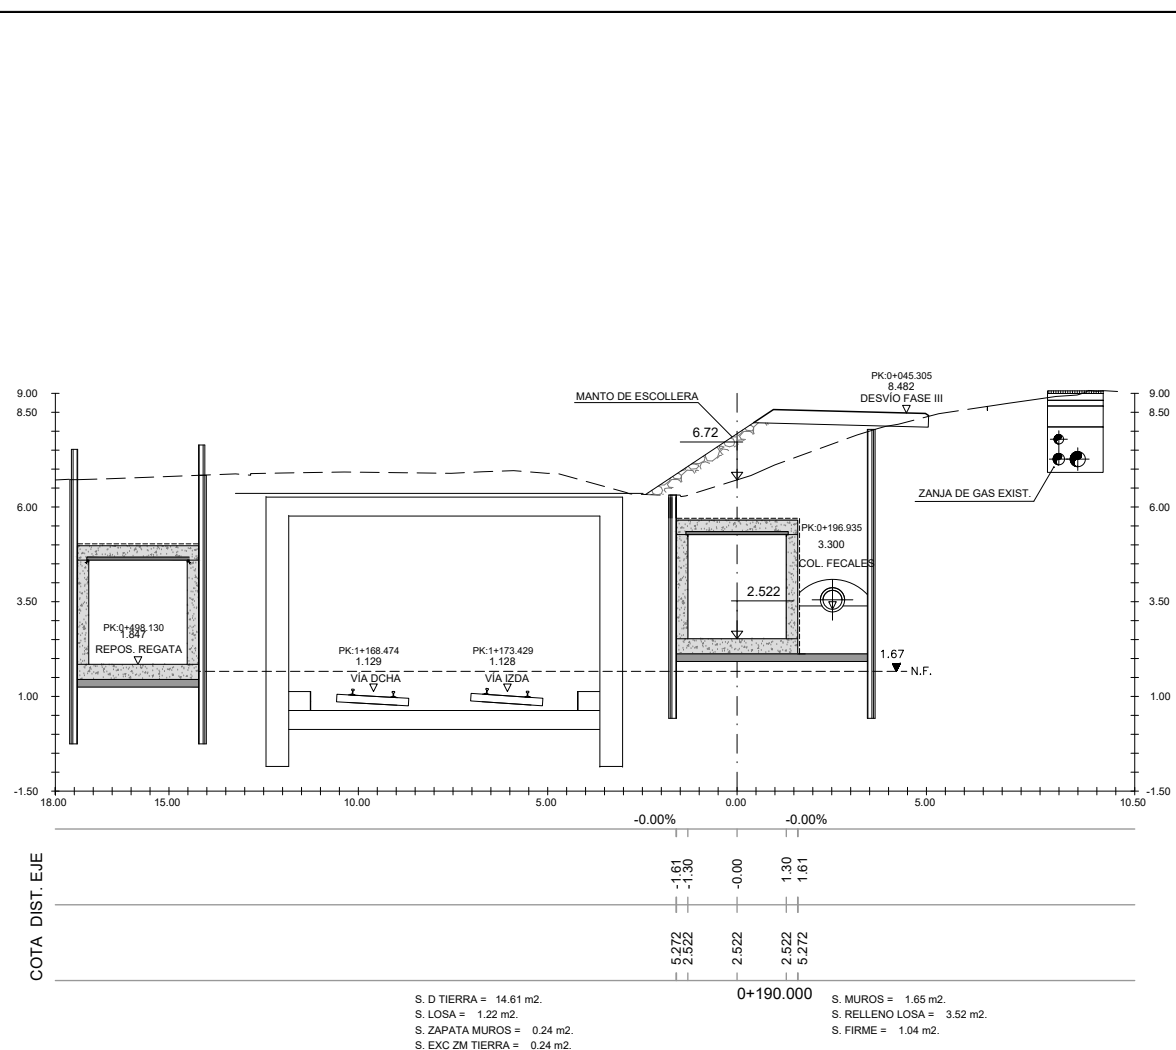 PK:0+045.305
8.482
DESVÍO FASE III
9.00
9.00
MANTO DE ESCOLLERA
8.50
8.50
6.72
ZANJA DE GAS EXIST.
6.00
6.00
PK:0+196.935
3.300
COL. FECALES
2.522
3.50
3.50
PK:0+498.130
1.847
REPOS. REGATA
PK:1+168.474
1.129
VÍA DCHA
PK:1+173.429
1.128
VÍA IZDA
1.67
N.F.
1.00
1.00
-1.50
-1.50
18.00
15.00
10.00
5.00
0.00
5.00
10.50
-0.00%
-0.00%
DIST. EJE
-1.61
-1.30
-0.00
1.30
1.61
COTA
5.272
2.522
2.522
2.522
5.272
0+190.000
S. D TIERRA = 14.61 m2.
S. LOSA = 1.22 m2.
S. ZAPATA MUROS = 0.24 m2.
S. EXC ZM TIERRA = 0.24 m2.
S. MUROS = 1.65 m2.
S. RELLENO LOSA = 3.52 m2.
S. FIRME = 1.04 m2.